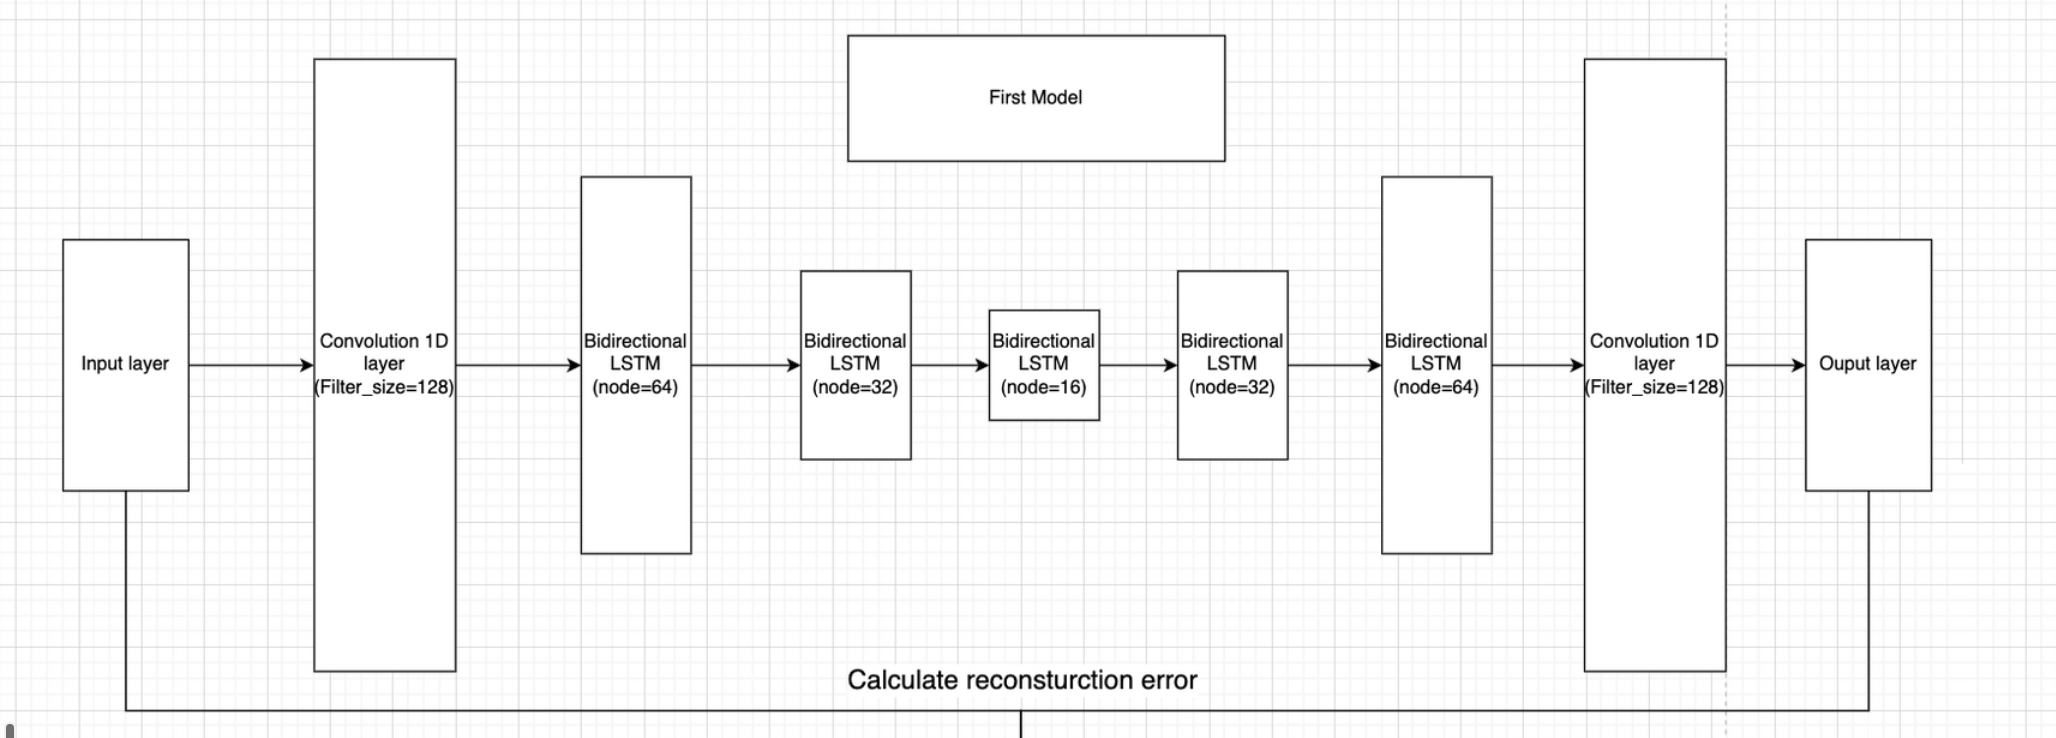 First Model
Input layer
Convolution 1D
layer
(Filter_size=128)
Bidirectional
LSTM
(node=64)
Bidirectional
LSTM
(node=32)
Bidirectional
LSTM
(node=16)
Bidirectional
LSTM
(node=32)
Bidirectional
LSTM
(node=64)
Convolution 1D
layer
(Filter_size=128)
Ouput layer
Calculate reconsturction error